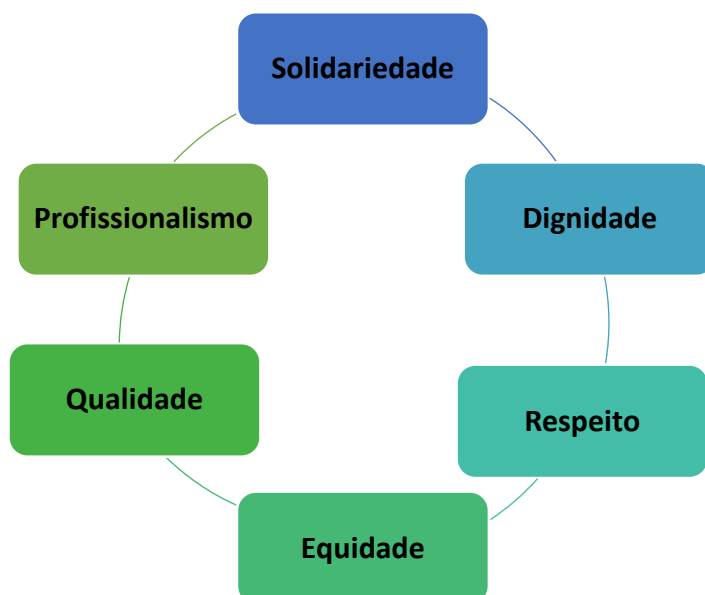 Solidariedade
Dignidade
Respeito
Equidade
Qualidade
Profissionalismo